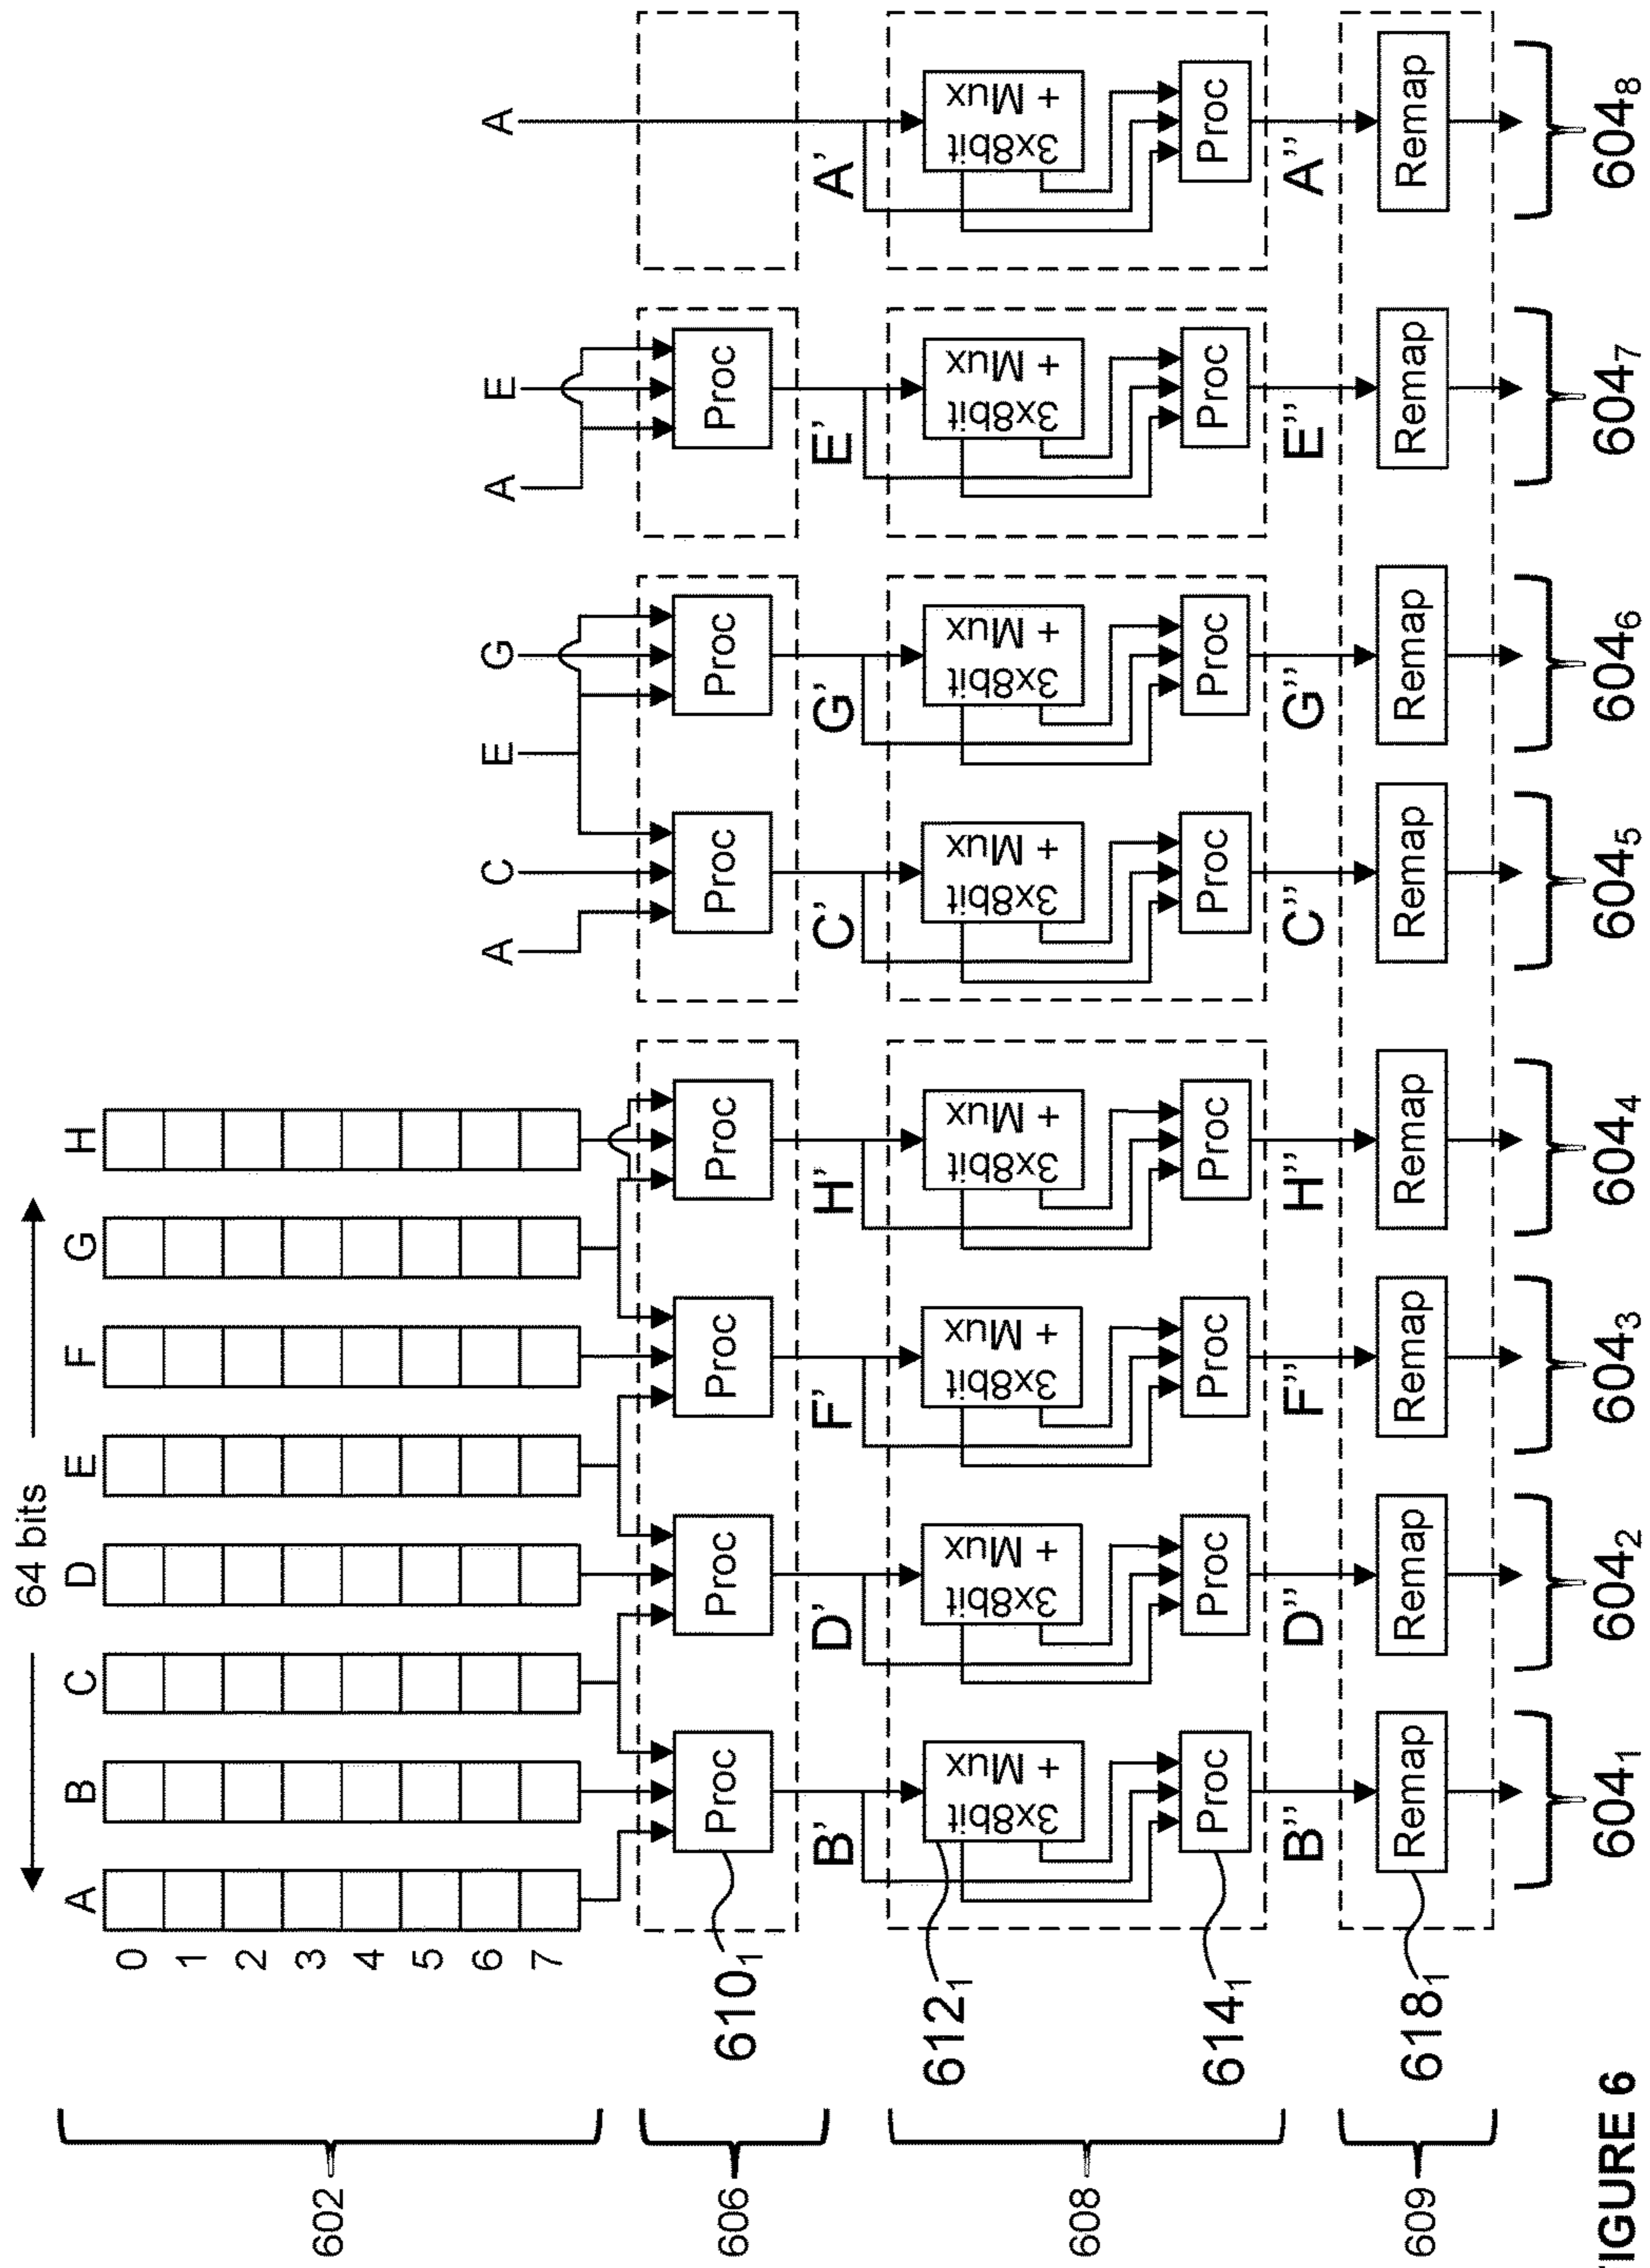 64 bits
A B C D E F G H
0
1
2
3
4
5
6
7
602
A C E G A E A
Proc Proc Proc Proc Proc Proc Proc
606
610₁
B' D' F' H' C' G' E' A'
3x8bit + Mux 3x8bit + Mux 3x8bit + Mux 3x8bit + Mux 3x8bit + Mux 3x8bit + Mux 3x8bit + Mux 3x8bit + Mux
612₁
608
Proc Proc Proc Proc Proc Proc Proc Proc
614₁
B'' D'' F'' H'' C'' G'' E'' A''
Remap Remap Remap Remap Remap Remap Remap Remap
618₁
609
604₁ 604₂ 604₃ 604₄ 604₅ 604₆ 604₇ 604₈
FIGURE 6